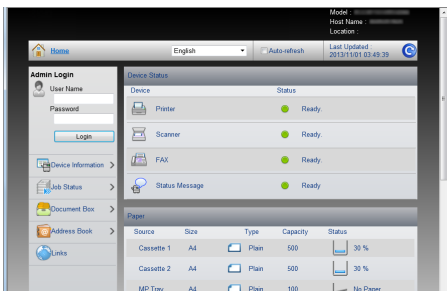 Model :
Host Name :
Location :
Home
English
Auto-refresh
Last Updated :
2013/11/01 03:49:39
Admin Login
User Name
Password
Login
Device Information
Job Status
Document Box
Address Book
Links
Device Status
Device Status
Printer Ready.
Scanner Ready.
FAX Ready.
Status Message Ready.
Paper
Source Size Type Capacity Status
Cassette 1 A4 Plain 500 30 %
Cassette 2 A4 Plain 500 30 %
MP Tray A4 Plain 100 No Paper